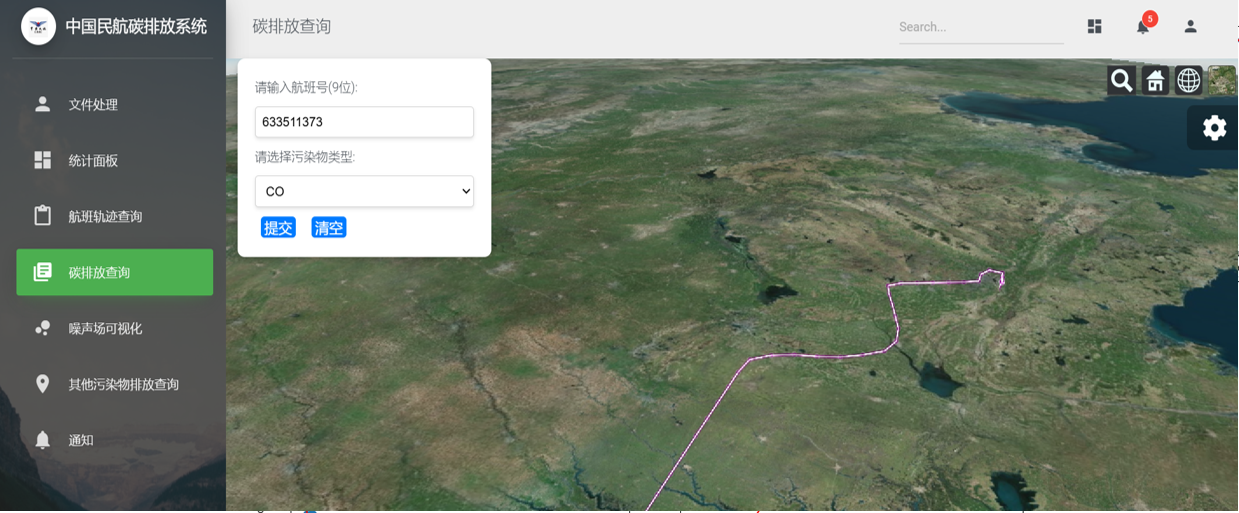 中国民航碳排放系统
碳排放查询
Search...
5
请输入航班号(9位):
633511373
请选择污染物类型:
CO
提交 清空
文件处理
统计面板
航班轨迹查询
碳排放查询
噪声场可视化
其他污染物排放查询
通知